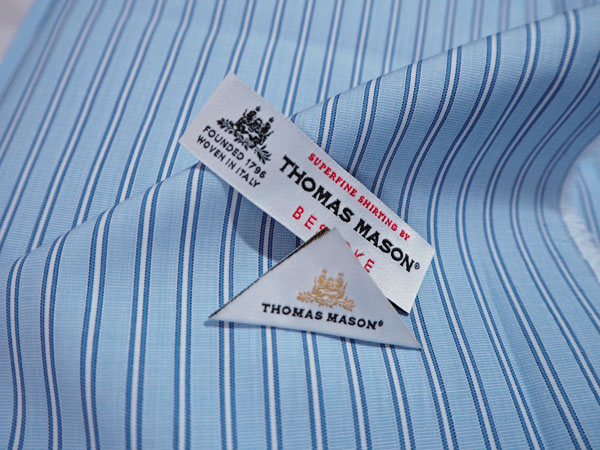 FOUNDED 1796
WOVEN IN ITALY
SUPERFINE SHIRTING BY
THOMAS MASON®
THOMAS MASON®